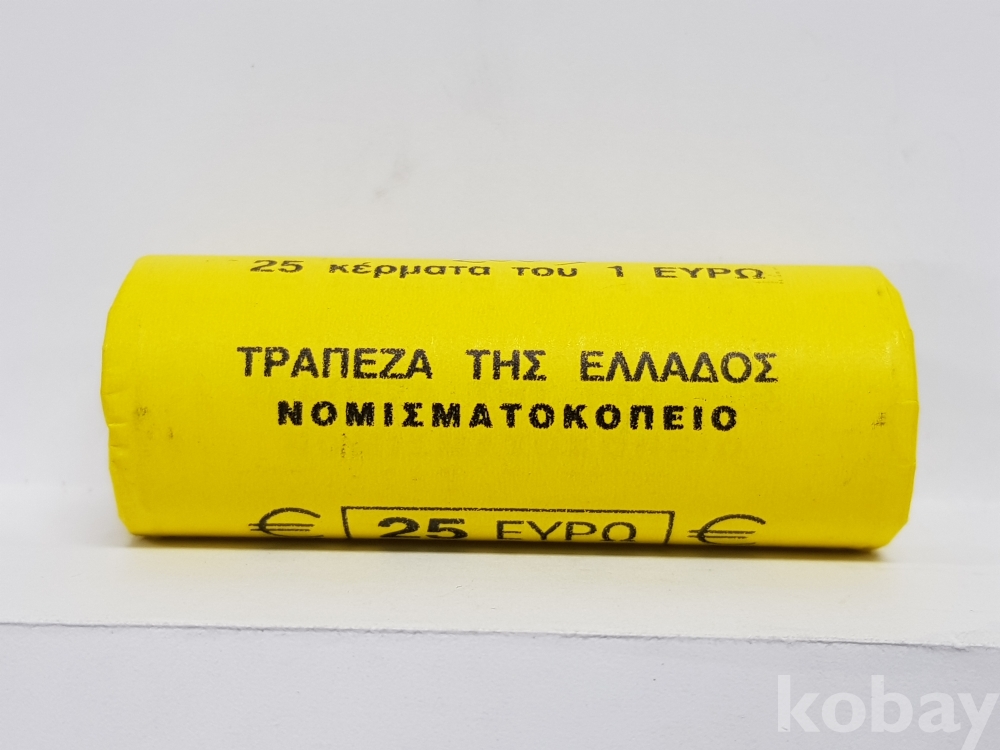 25 κέρματα του 1 ΕΥΡΩ
ΤΡΑΠΕΖΑ ΤΗΣ ΕΛΛΑΔΟΣ
ΝΟΜΙΣΜΑΤΟΚΟΠΕΙΟ
€ 25 ΕΥΡΩ €
kobay